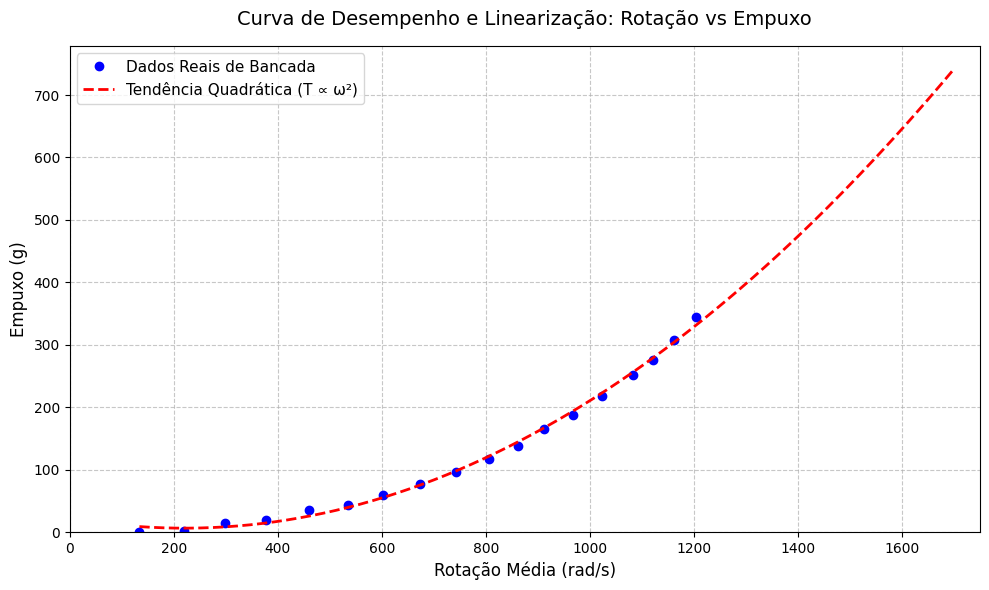 Curva de Desempenho e Linearização: Rotação vs Empuxo
Dados Reais de Bancada
Tendência Quadrática (T ∝ ω²)
Empuxo (g)
700
600
500
400
300
200
100
0
0 200 400 600 800 1000 1200 1400 1600
Rotação Média (rad/s)